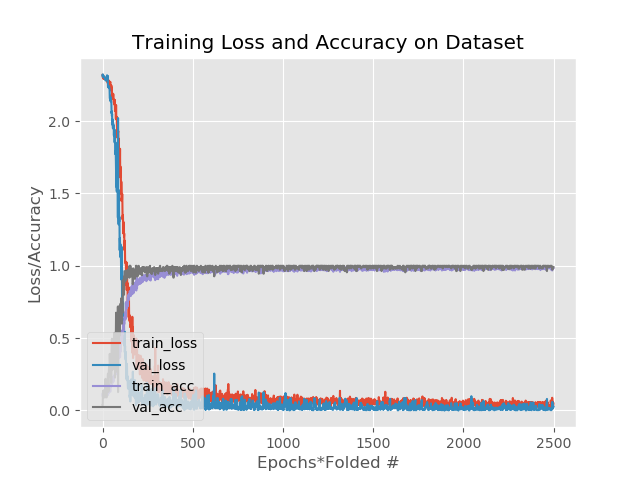 Training Loss and Accuracy on Dataset
Loss/Accuracy
2.0
1.5
1.0
0.5
0.0
train_loss
val_loss
train_acc
val_acc
0 500 1000 1500 2000 2500
Epochs*Folded #